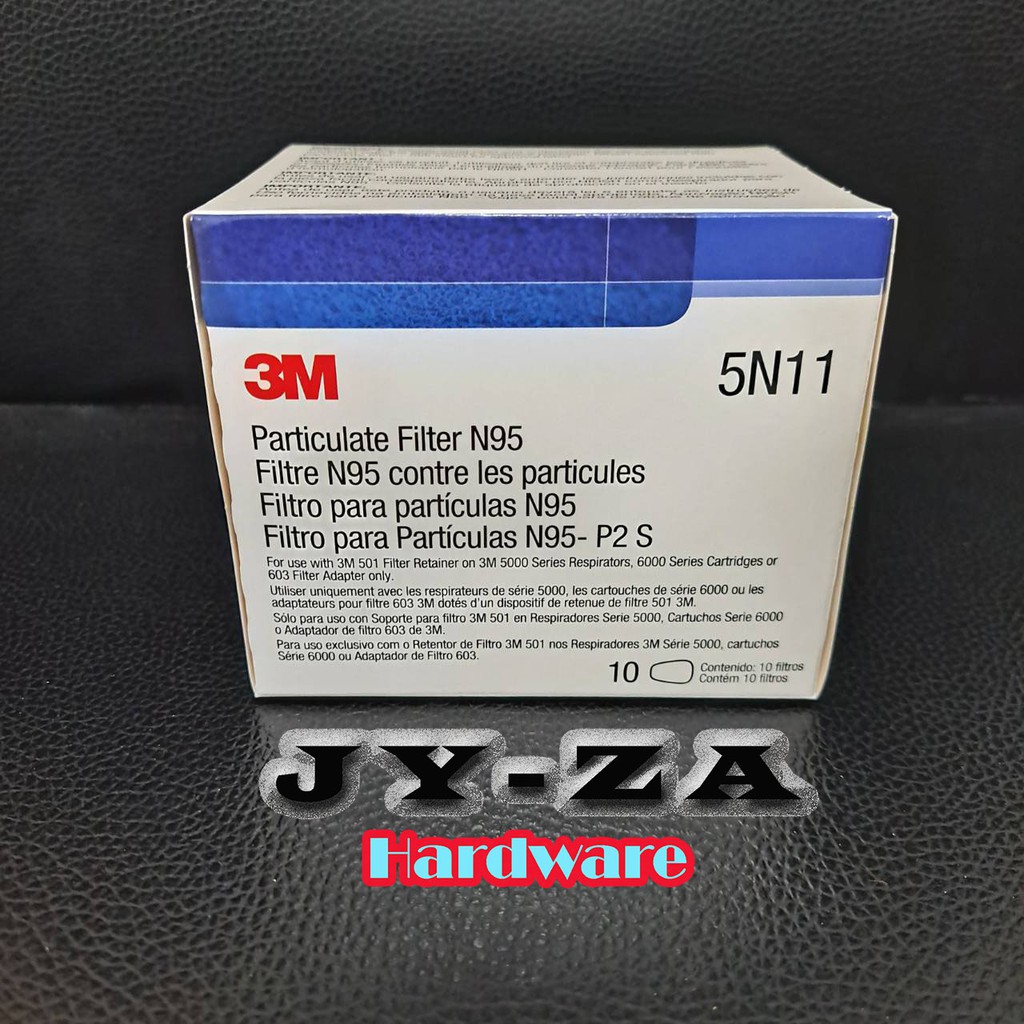 IMPORTANT
IMPORTANTE
3M
5N11
Particulate Filter N95
Filtre N95 contre les particules
Filtro para partículas N95
Filtro para Partículas N95- P2 S
For use with 3M 501 Filter Retainer on 3M 5000 Series Respirators, 6000 Series Cartridges or
603 Filter Adapter only.
Utiliser uniquement avec les respirateurs de série 5000, les cartouches de série 6000 ou les
adaptateurs pour filtre 603 3M dotés d'un dispositif de retenue de filtre 501 3M.
Sólo para uso con Soporte para filtro 3M 501 en Respiradores Serie 5000, Cartuchos Serie 6000
o Adaptador de filtro 603 de 3M.
Para uso exclusivo com o Retentor de Filtro 3M 501 nos Respiradores 3M Série 5000, cartuchos
Série 6000 ou Adaptador de Filtro 603.
10
Contenido: 10 filtros
Contém 10 filtros
JY-ZA
Hardware